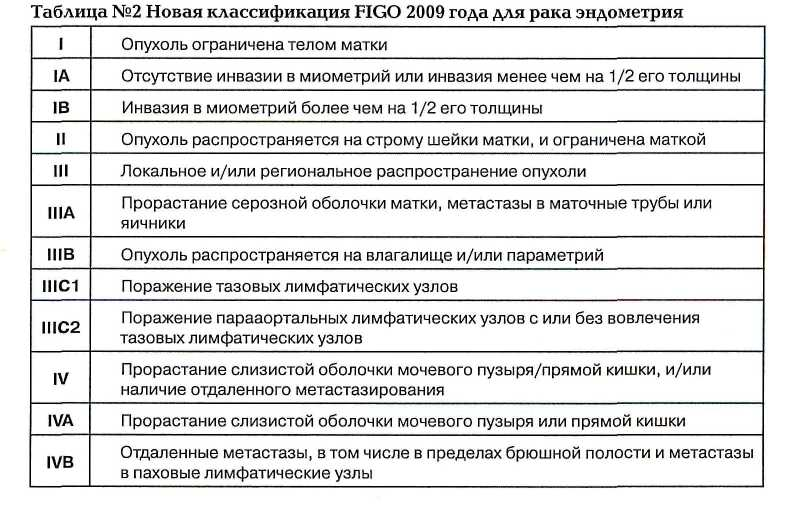 Таблица №2 Новая классификация FIGO 2009 года для рака эндометрия
I Опухоль ограничена телом матки
IA Отсутствие инвазии в миометрий или инвазия менее чем на 1/2 его толщины
IB Инвазия в миометрий более чем на 1/2 его толщины
II Опухоль распространяется на строму шейки матки, и ограничена маткой
III Локальное и/или региональное распространение опухоли
IIIA Прорастание серозной оболочки матки, метастазы в маточные трубы или
яичники
IIIB Опухоль распространяется на влагалище и/или параметрий
IIIC1 Поражение тазовых лимфатических узлов
IIIC2 Поражение парааортальных лимфатических узлов с или без вовлечения
тазовых лимфатических узлов
IV Прорастание слизистой оболочки мочевого пузыря/прямой кишки, и/или
наличие отдаленного метастазирования
IVA Прорастание слизистой оболочки мочевого пузыря или прямой кишки
IVB Отдаленные метастазы, в том числе в пределах брюшной полости и метастазы
в паховые лимфатические узлы